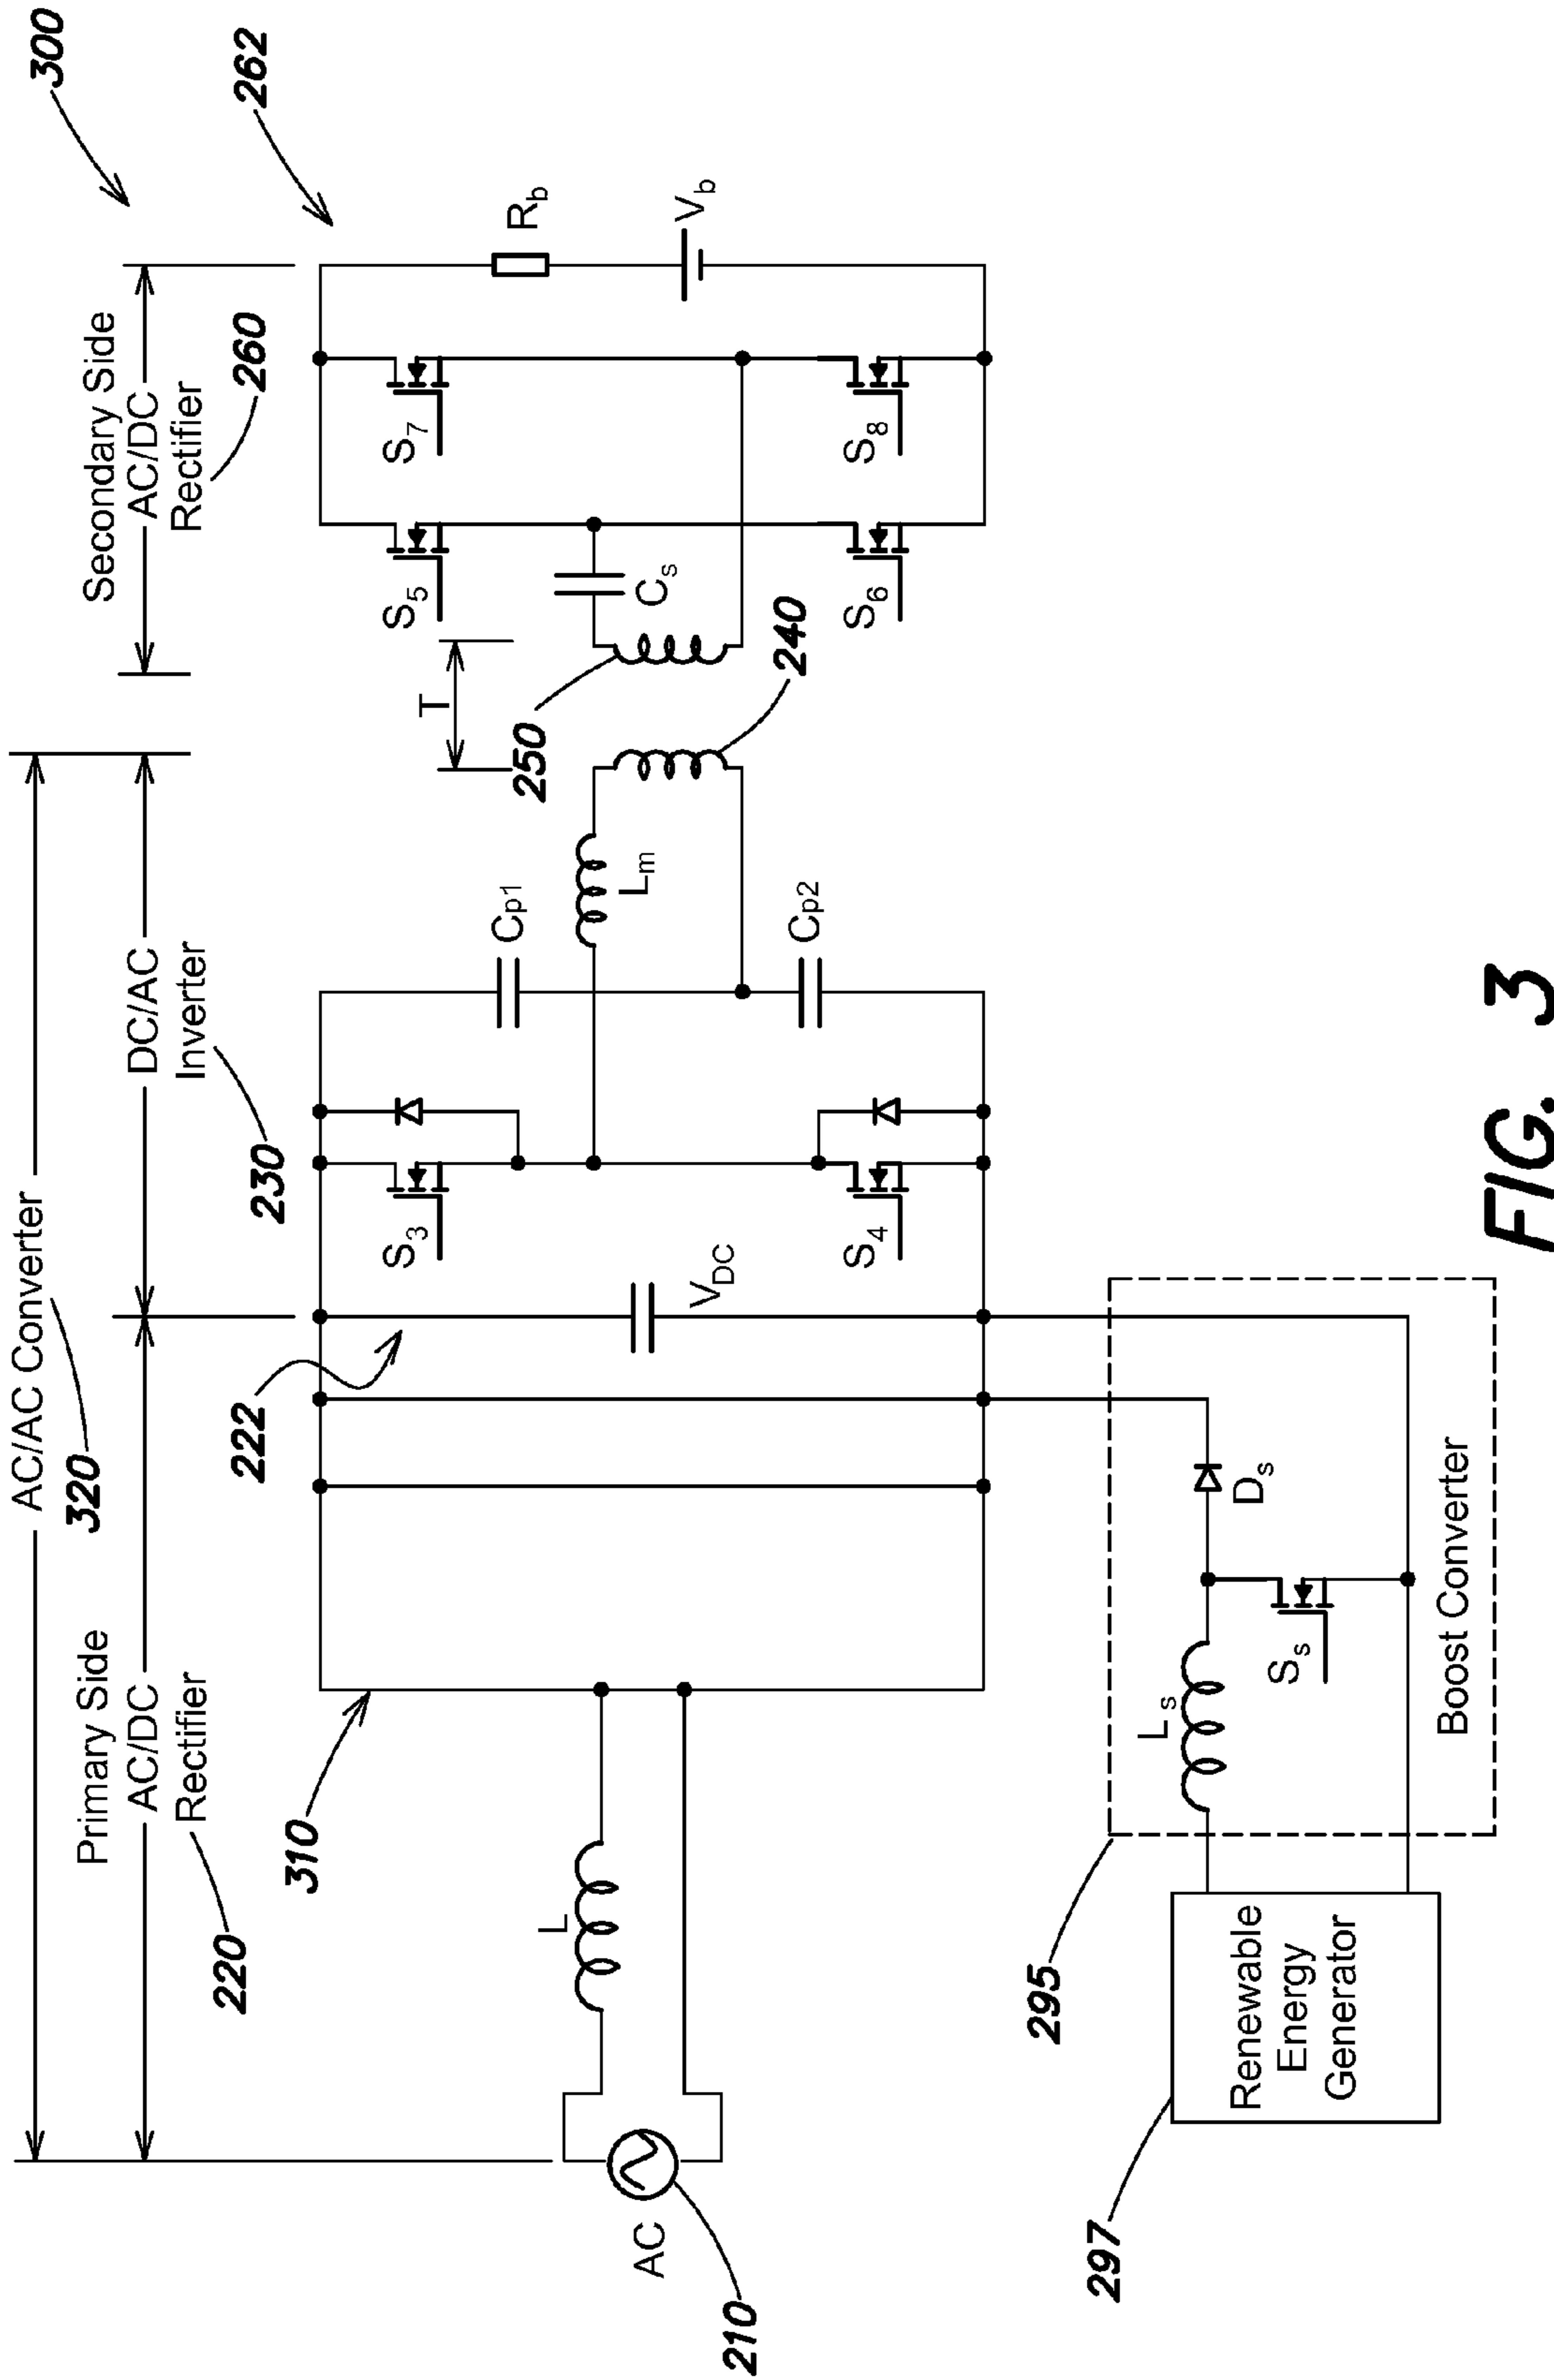 300
AC/AC Converter
320
Primary Side
AC/DC
Rectifier
220
DC/AC
Inverter
230
Secondary Side
AC/DC
Rectifier
260
262
222
310
S3
S5
S7
Cp1
Rb
T
250
L
Lm
Cs
AC
210
VDC
Vb
240
S4
Cp2
S6
S8
295
297
Renewable
Energy
Generator
Ls
Ds
Ss
Boost Converter
FIG. 3